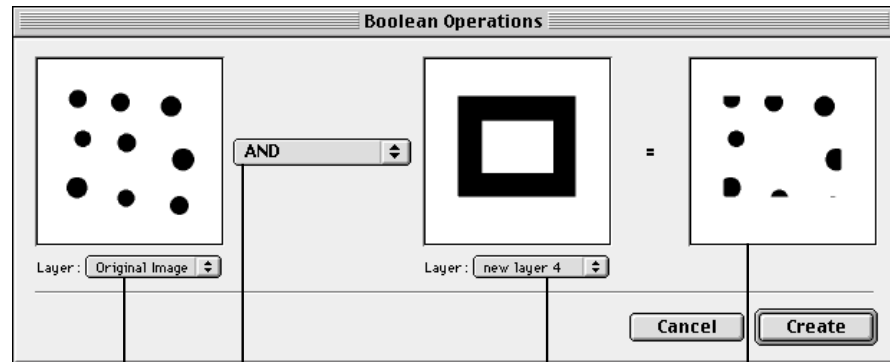 Boolean Operations
AND
=
Layer: Original Image
Layer: new layer 4
Cancel
Create